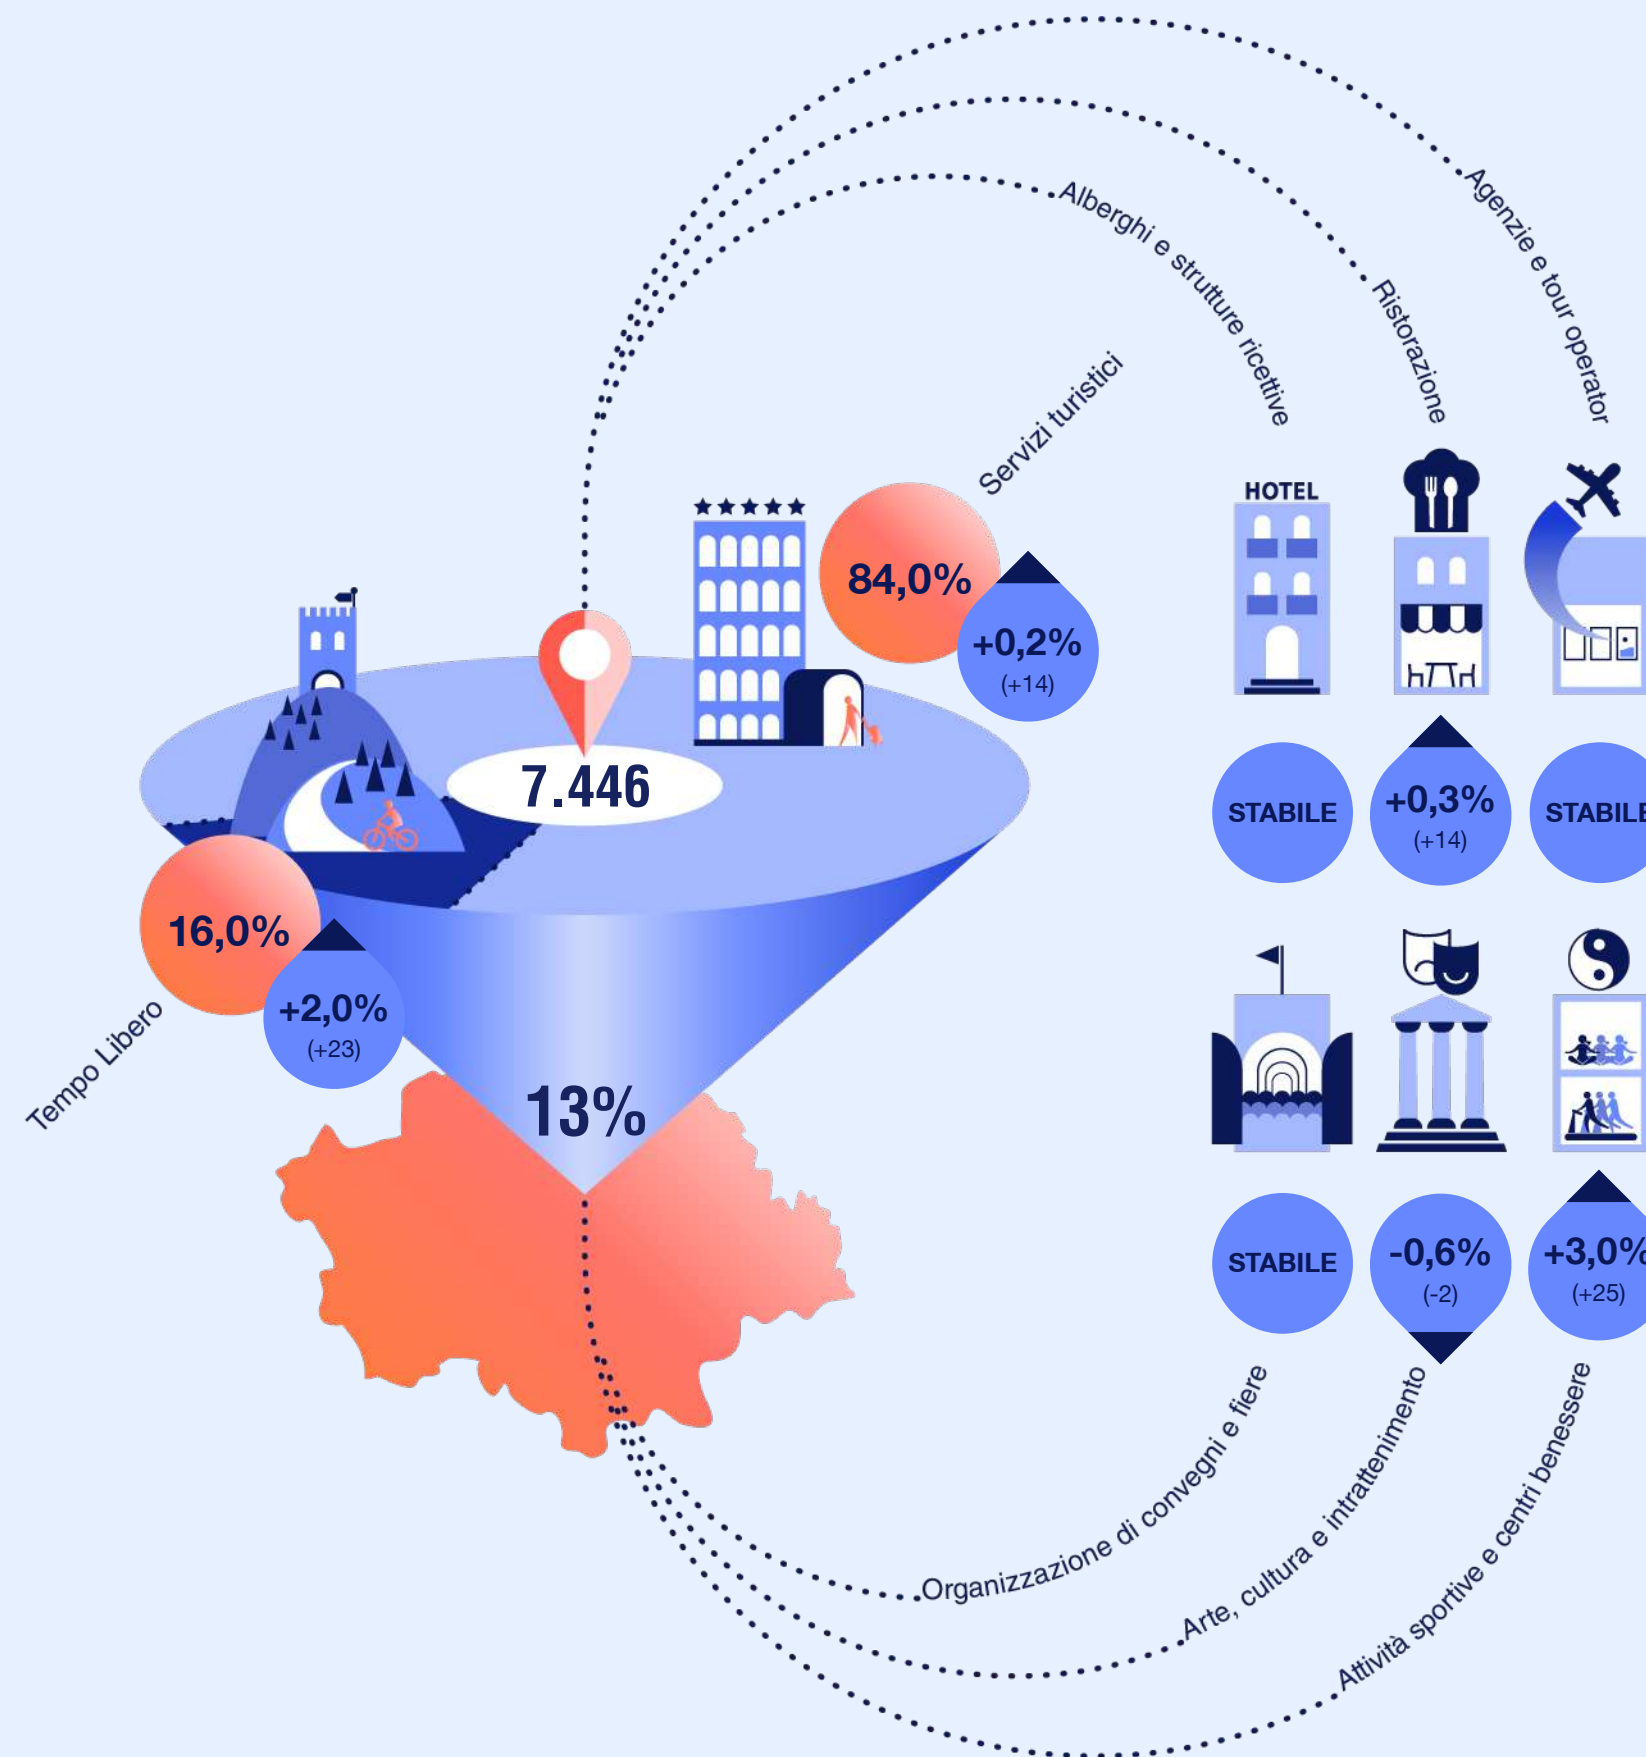 Agenzie e tour operator
Alberghi e strutture ricettive
Ristorazione
Servizi turistici
HOTEL
84,0%
+0,2%
(+14)
7.446
STABILE
+0,3%
(+14)
STABILE
16,0%
+2,0%
(+23)
Tempo Libero
13%
STABILE
-0,6%
(-2)
+3,0%
(+25)
Organizzazione di convegni e fiere
Arte, cultura e intrattenimento
Attività sportive e centri benessere